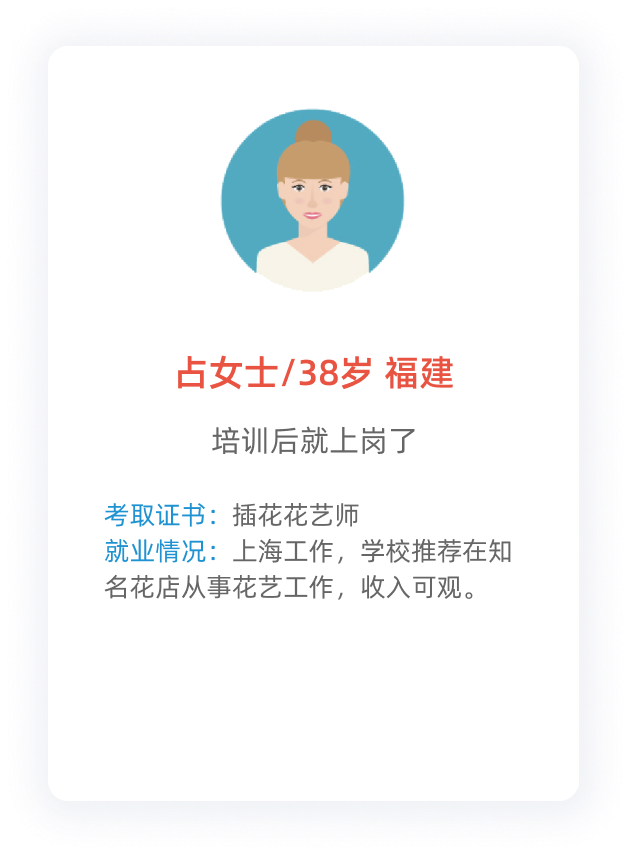 占女士/38岁 福建
培训后就上岗了
考取证书：插花花艺师
就业情况：上海工作，学校推荐在知
名花店从事花艺工作，收入可观。